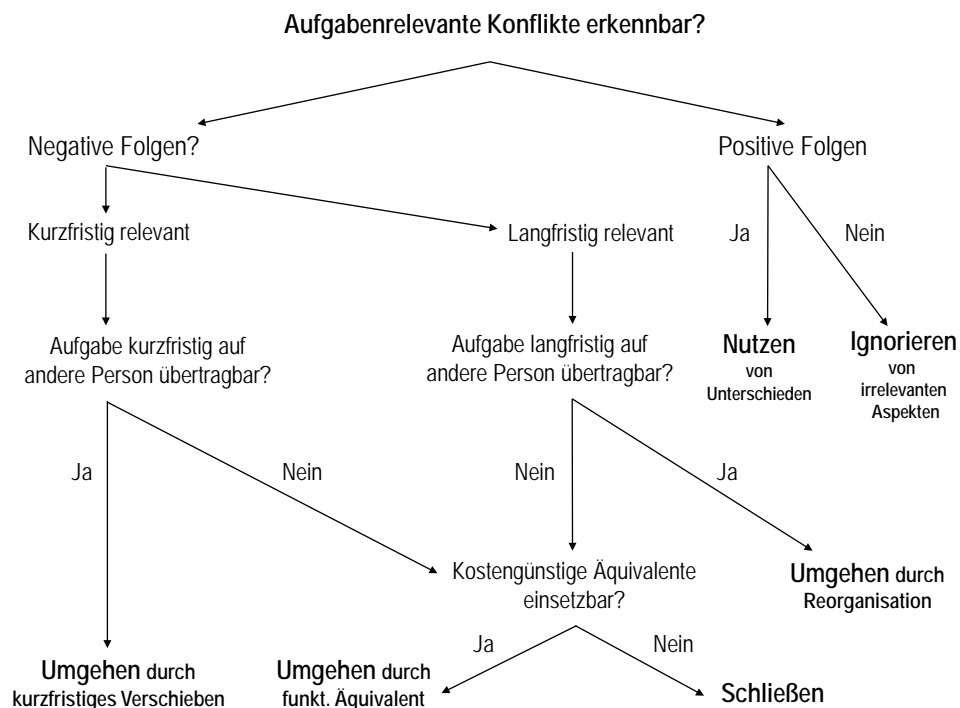 Aufgabenrelevante Konflikte erkennbar?
Negative Folgen?
Positive Folgen
Kurzfristig relevant
Langfristig relevant
Ja
Nein
Aufgabe kurzfristig auf
andere Person übertragbar?
Aufgabe langfristig auf
andere Person übertragbar?
Nutzen
von
Unterschieden
Ignorieren
von
irrelevanten
Aspekten
Ja
Nein
Nein
Ja
Kostengünstige Äquivalente
einsetzbar?
Umgehen durch
Reorganisation
Ja
Nein
Umgehen durch
kurzfristiges Verschieben
Umgehen durch
funkt. Äquivalent
Schließen